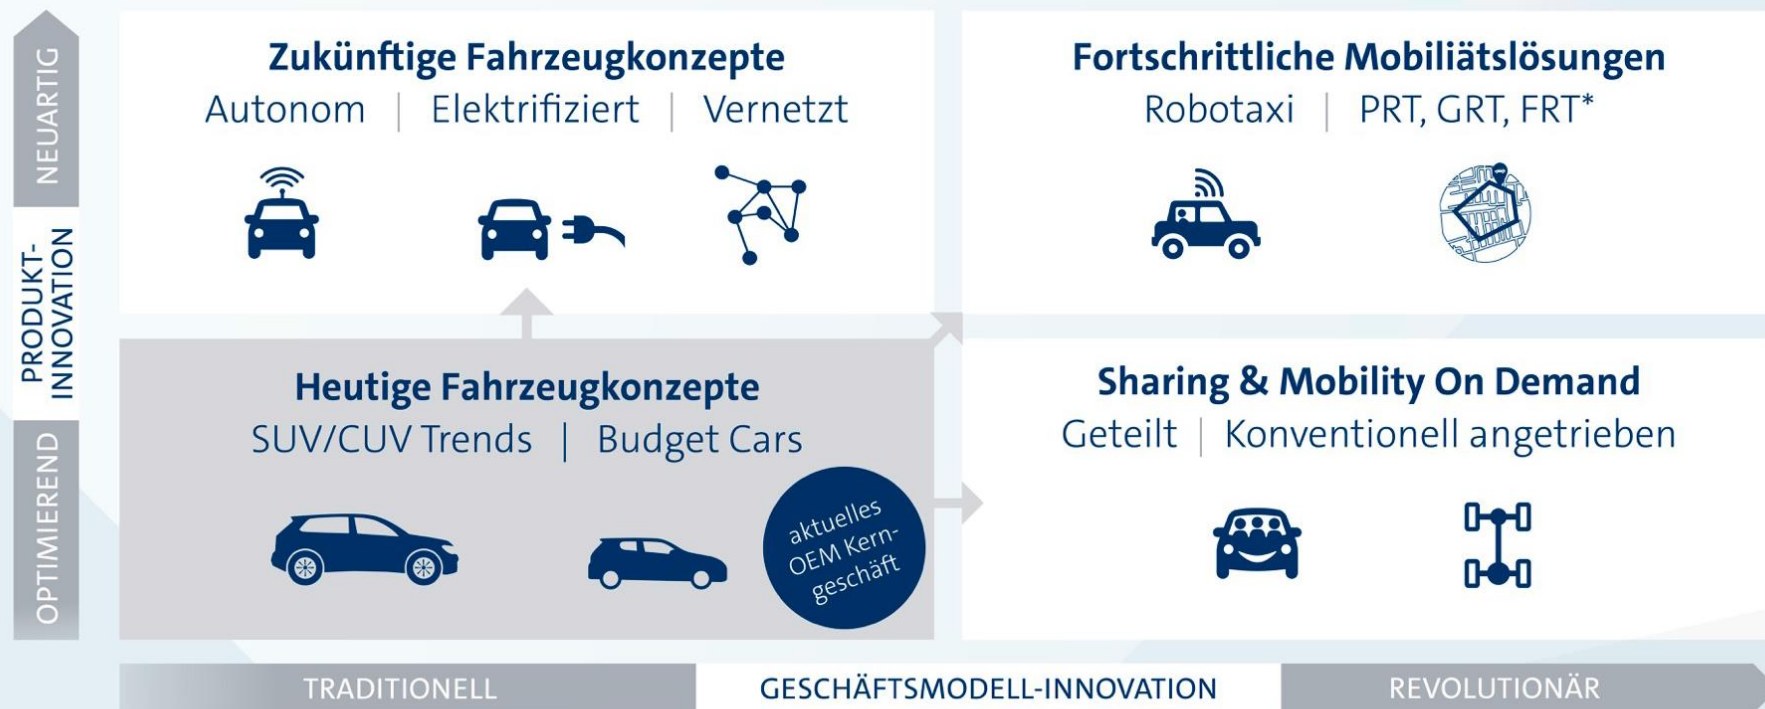 NEUARTIG
PRODUKT-
INNOVATION
OPTIMIEREND
Zukünftige Fahrzeugkonzepte
Autonom | Elektrifiziert | Vernetzt
Fortschrittliche Mobiliätslösungen
Robotaxi | PRT, GRT, FRT*
Heutige Fahrzeugkonzepte
SUV/CUV Trends | Budget Cars
aktuelles
OEM Kern-
geschäft
Sharing & Mobility On Demand
Geteilt | Konventionell angetrieben
TRADITIONELL
GESCHÄFTSMODELL-INNOVATION
REVOLUTIONÄR